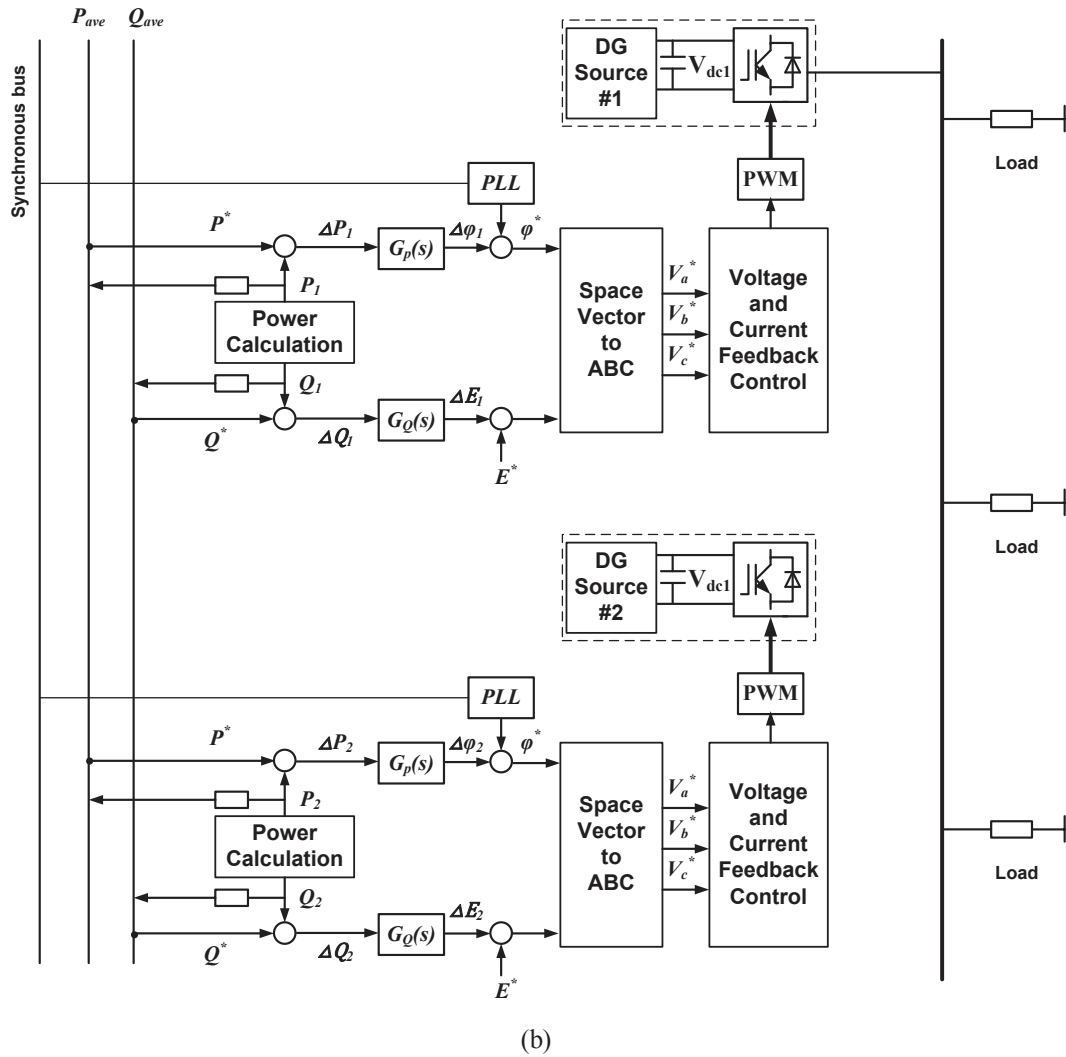 P_ave Q_ave
Synchronous bus
DG
Source
#1
V_dc1
Load
PLL
PWM
P*
ΔP_1
G_p(s)
Δφ_1
φ*
P_1
Power
Calculation
Q_1
Space
Vector
to
ABC
V_a*
V_b*
V_c*
Voltage
and
Current
Feedback
Control
Q*
ΔQ_1
G_Q(s)
ΔE_1
E*
Load
DG
Source
#2
V_dc1
PLL
PWM
P*
ΔP_2
G_p(s)
Δφ_2
φ*
P_2
Power
Calculation
Q_2
Space
Vector
to
ABC
V_a*
V_b*
V_c*
Voltage
and
Current
Feedback
Control
Load
Q*
ΔQ_2
G_Q(s)
ΔE_2
E*
(b)